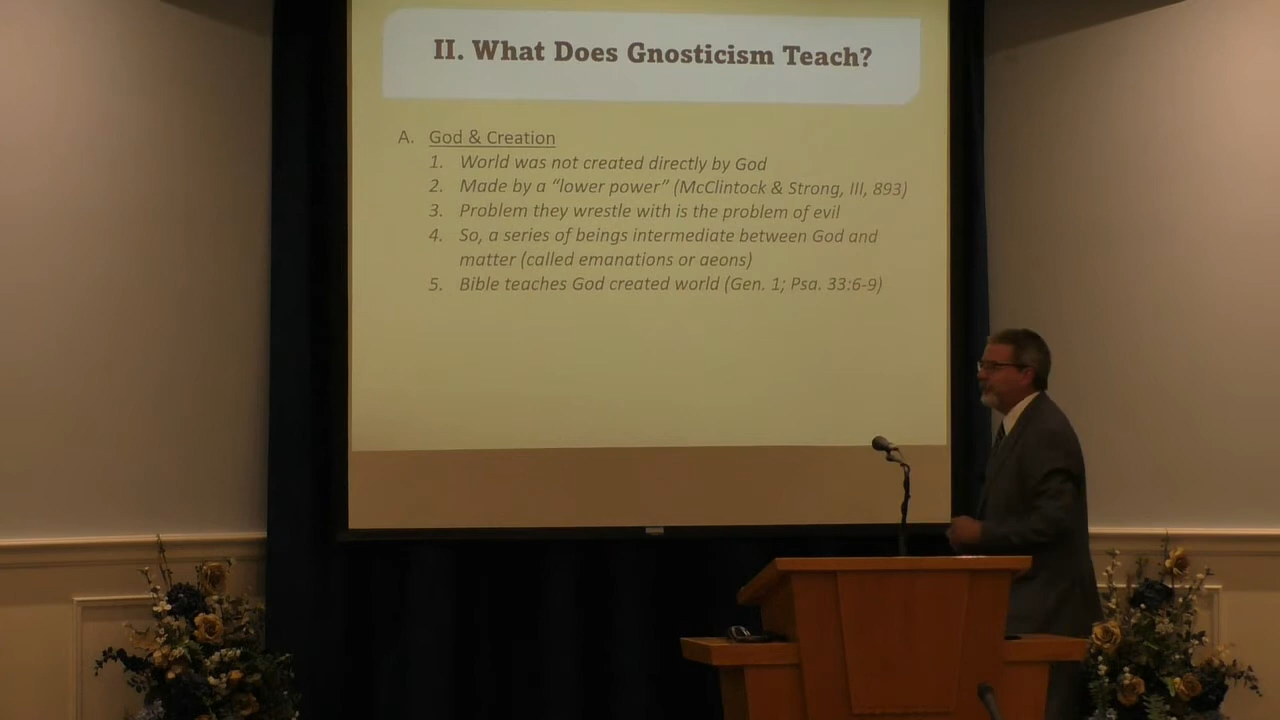 II. What Does Gnosticism Teach?
A. God & Creation
1. World was not created directly by God
2. Made by a “lower power” (McClintock & Strong, III, 893)
3. Problem they wrestle with is the problem of evil
4. So, a series of beings intermediate between God and
matter (called emanations or aeons)
5. Bible teaches God created world (Gen. 1; Psa. 33:6-9)